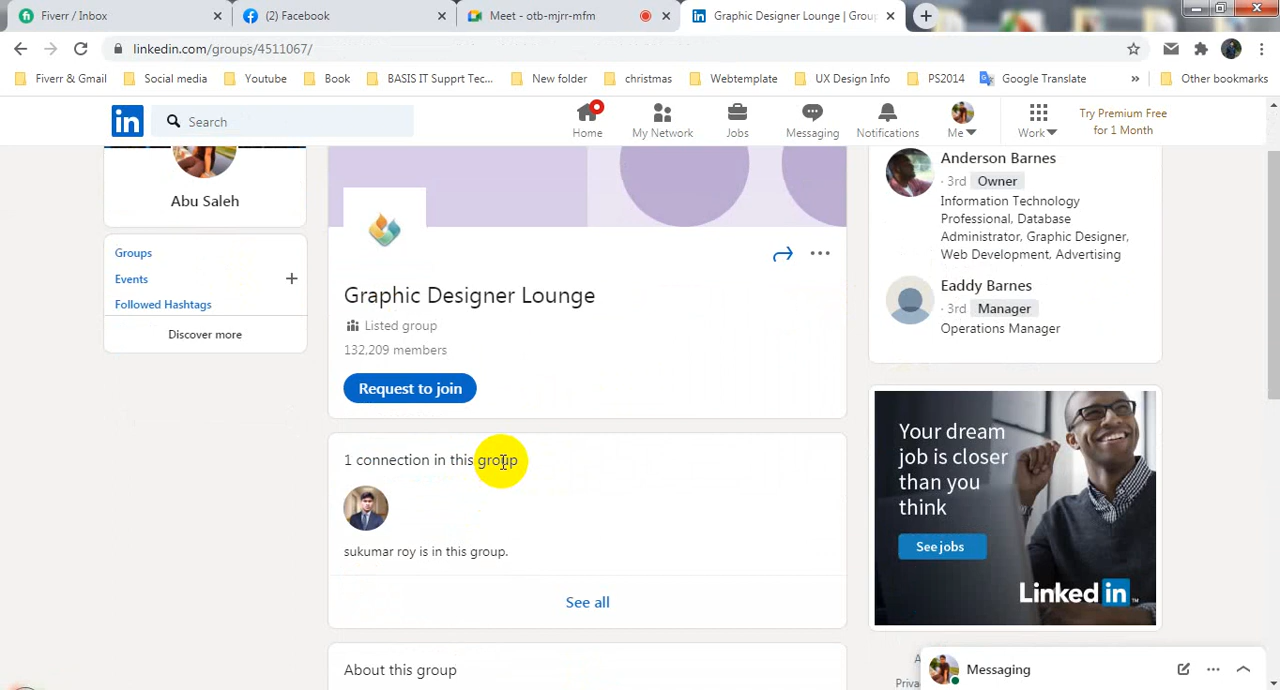 Fiverr / Inbox
(2) Facebook
Meet - otb-mjrr-mfm
Graphic Designer Lounge | Grou
linkedin.com/groups/4511067/
Fiverr & Gmail
Social media
Youtube
Book
BASIS IT Supprt Tec...
New folder
christmas
Webtemplate
UX Design Info
PS2014
Google Translate
»
Other bookmarks
in
Search
Home
My Network
Jobs
Messaging
Notifications
Me
Work
Try Premium Free
for 1 Month
Abu Saleh
Groups
Events
Followed Hashtags
Discover more
Graphic Designer Lounge
Listed group
132,209 members
Request to join
1 connection in this group
sukumar roy is in this group.
See all
About this group
Anderson Barnes
· 3rd Owner
Information Technology
Professional, Database
Administrator, Graphic Designer,
Web Development, Advertising
Eaddy Barnes
· 3rd Manager
Operations Manager
Your dream
job is closer
than you
think
See jobs
Linked in
Messaging